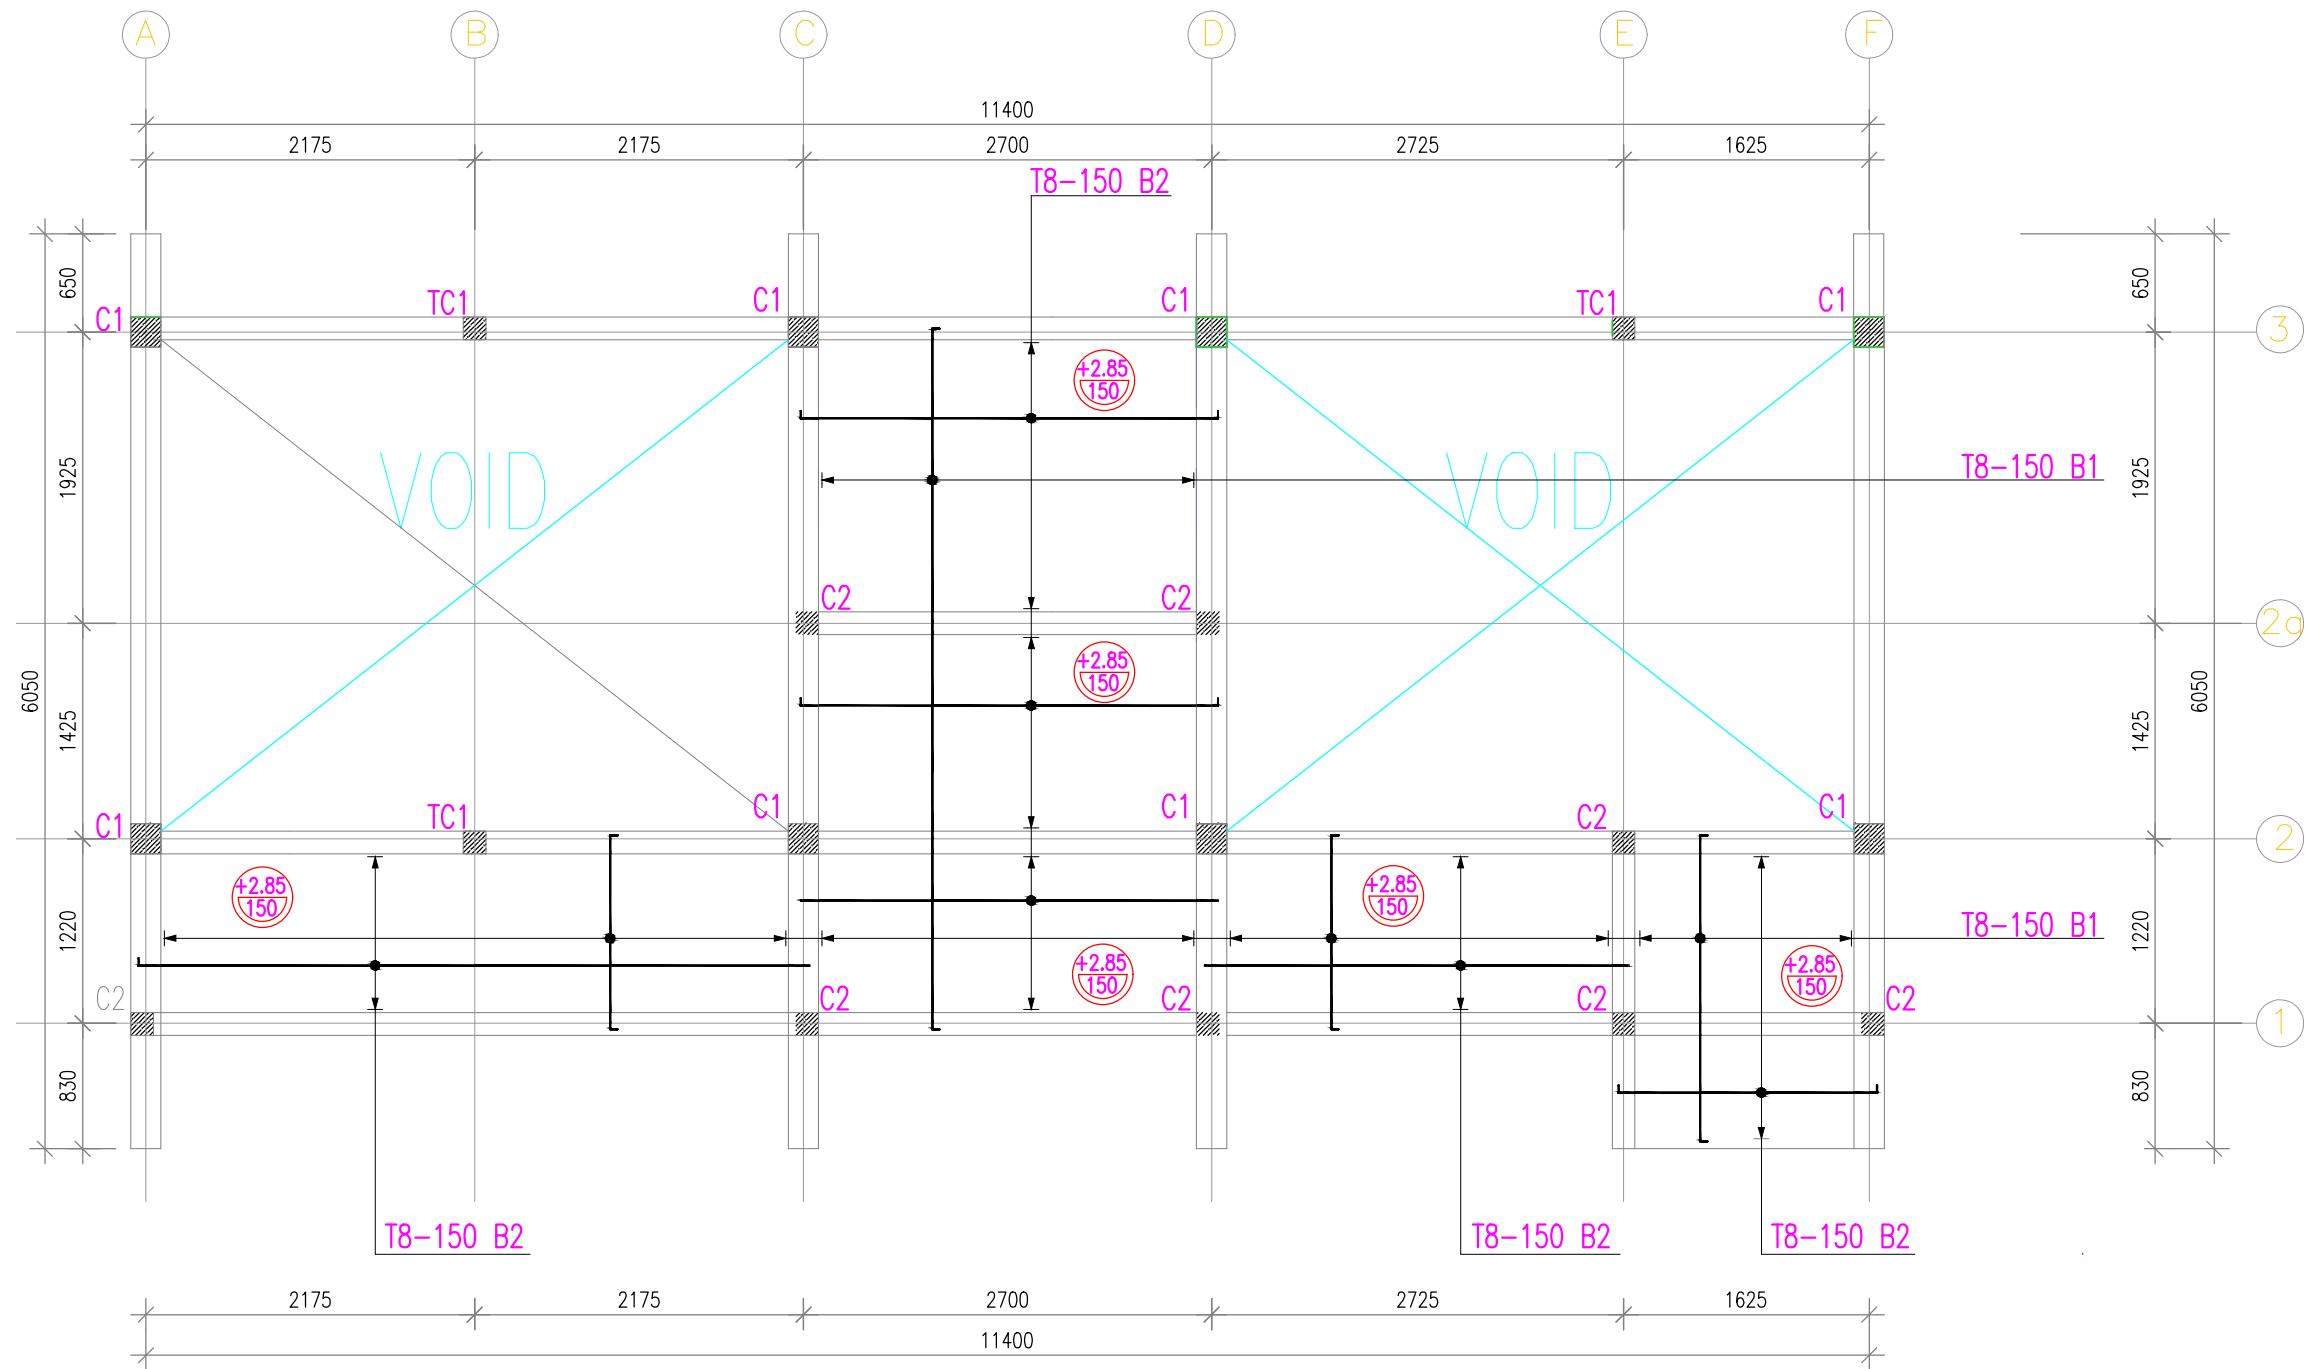 A B C D E F
11400
2175 2175 2700 2725 1625
T8-150 B2
650 650
C1 TC1 C1 C1 TC1 C1
3
+2.85
150
VOID VOID
1925 T8-150 B1 1925
C2 C2
2a
+2.85
150
6050 6050
1425 1425
C1 TC1 C1 C1 C2 C1
2
+2.85
150
+2.85
150
1220 T8-150 B1 1220
+2.85
150
+2.85
150
C2 C2 C2 C2 C2
1
830 830
T8-150 B2 T8-150 B2 T8-150 B2
2175 2175 2700 2725 1625
11400